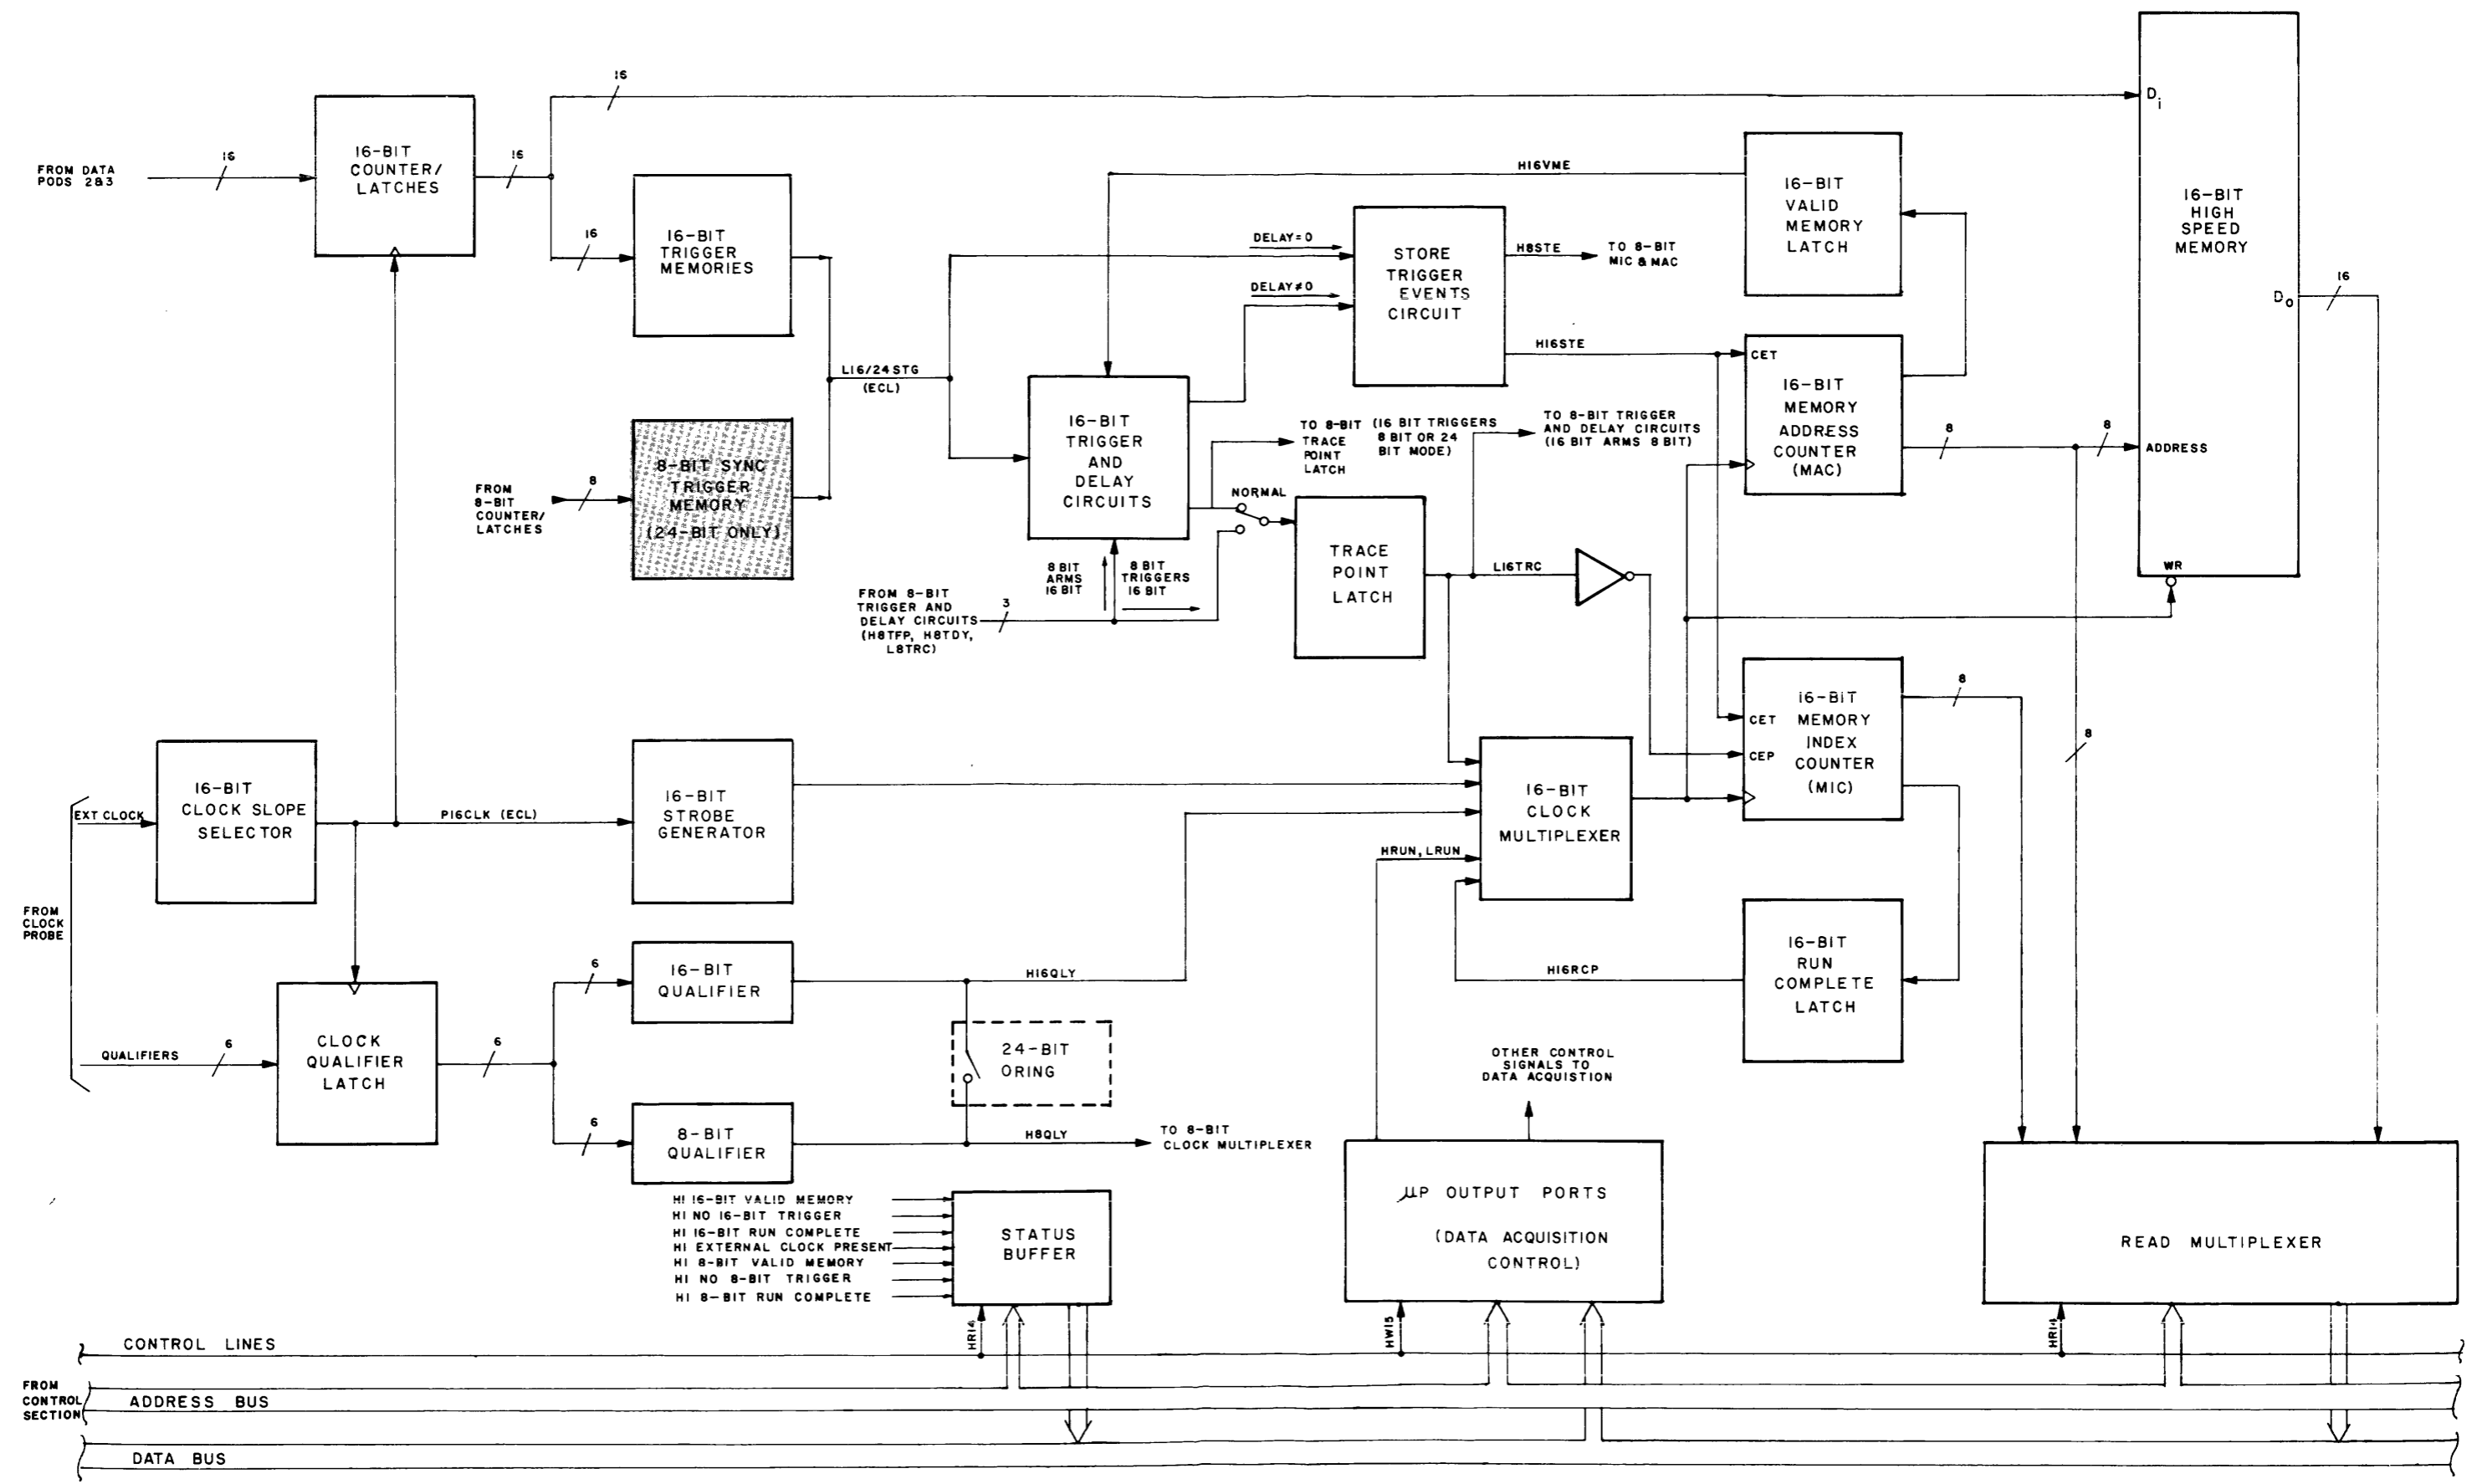 16
D
i
FROM DATA
PODS 2&3
16
16-BIT
COUNTER/
LATCHES
16
16
16-BIT
TRIGGER
MEMORIES
H16VME
16-BIT
VALID
MEMORY
LATCH
16-BIT
HIGH
SPEED
MEMORY
DELAY=0
DELAY≠0
STORE
TRIGGER
EVENTS
CIRCUIT
H8STE
TO 8-BIT
MIC & MAC
H16STE
16
D
o
L16/24STG
(ECL)
CET
16-BIT
MEMORY
ADDRESS
COUNTER
(MAC)
8
8
ADDRESS
16-BIT
TRIGGER
AND
DELAY
CIRCUITS
TO 8-BIT (16 BIT TRIGGERS
TRACE 8 BIT OR 24
POINT BIT MODE)
LATCH
TO 8-BIT TRIGGER
AND DELAY CIRCUITS
(16 BIT ARMS 8 BIT)
FROM
8-BIT
COUNTER/
LATCHES
8
8-BIT SYNC
TRIGGER
MEMORY
(24-BIT ONLY)
NORMAL
TRACE
POINT
LATCH
L16TRC
WR
8 BIT
ARMS
16 BIT
8 BIT
TRIGGERS
16 BIT
FROM 8-BIT
TRIGGER AND
DELAY CIRCUITS
(H8TFP, H8TDY,
L8TRC)
3
CET
CEP
16-BIT
MEMORY
INDEX
COUNTER
(MIC)
8
8
EXT CLOCK
16-BIT
CLOCK SLOPE
SELECTOR
P16CLK (ECL)
16-BIT
STROBE
GENERATOR
16-BIT
CLOCK
MULTIPLEXER
HRUN, LRUN
FROM
CLOCK
PROBE
QUALIFIERS
6
CLOCK
QUALIFIER
LATCH
6
6
16-BIT
QUALIFIER
H16QLY
H16RCP
16-BIT
RUN
COMPLETE
LATCH
24-BIT
ORING
6
8-BIT
QUALIFIER
H8QLY
TO 8-BIT
CLOCK MULTIPLEXER
OTHER CONTROL
SIGNALS TO
DATA ACQUISTION
HI 16-BIT VALID MEMORY
HI NO 16-BIT TRIGGER
HI 16-BIT RUN COMPLETE
HI EXTERNAL CLOCK PRESENT
HI 8-BIT VALID MEMORY
HI NO 8-BIT TRIGGER
HI 8-BIT RUN COMPLETE
STATUS
BUFFER
µP OUTPUT PORTS
(DATA ACQUISITION
CONTROL)
READ MULTIPLEXER
HR14
HW15
HR14
CONTROL LINES
FROM
CONTROL
SECTION
ADDRESS BUS
DATA BUS